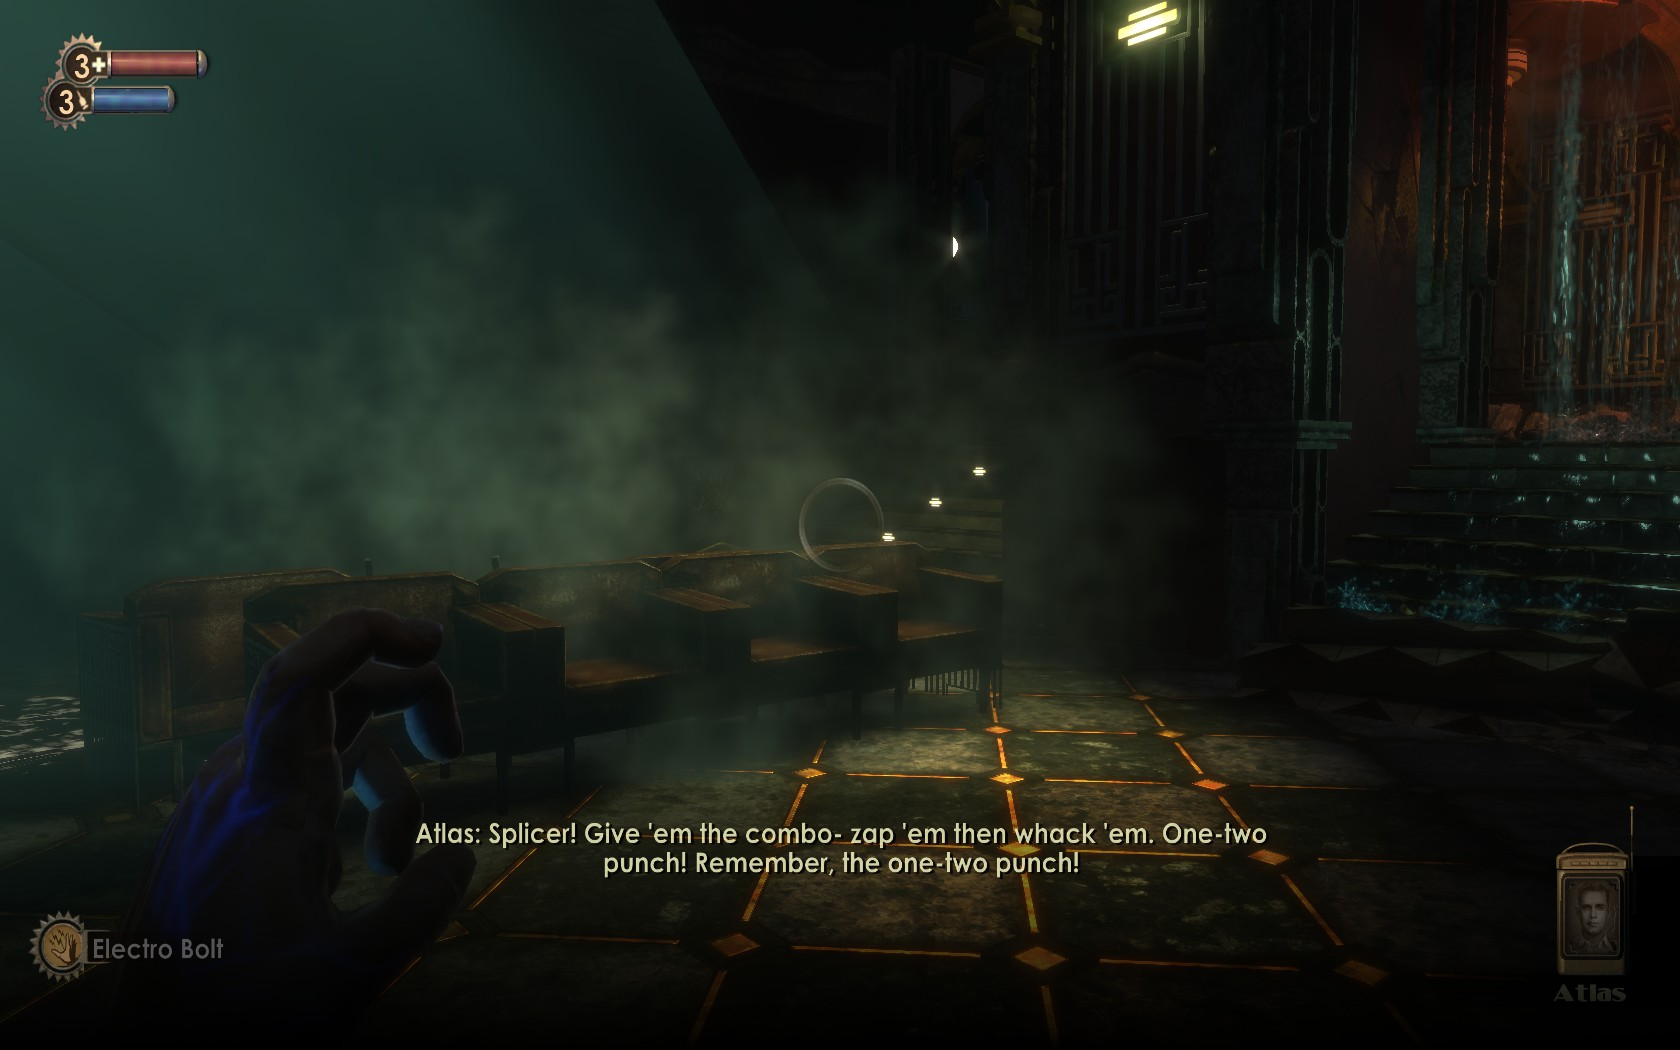 3+
3
Atlas: Splicer! Give 'em the combo- zap 'em then whack 'em. One-two
punch! Remember, the one-two punch!
Electro Bolt
Atlas